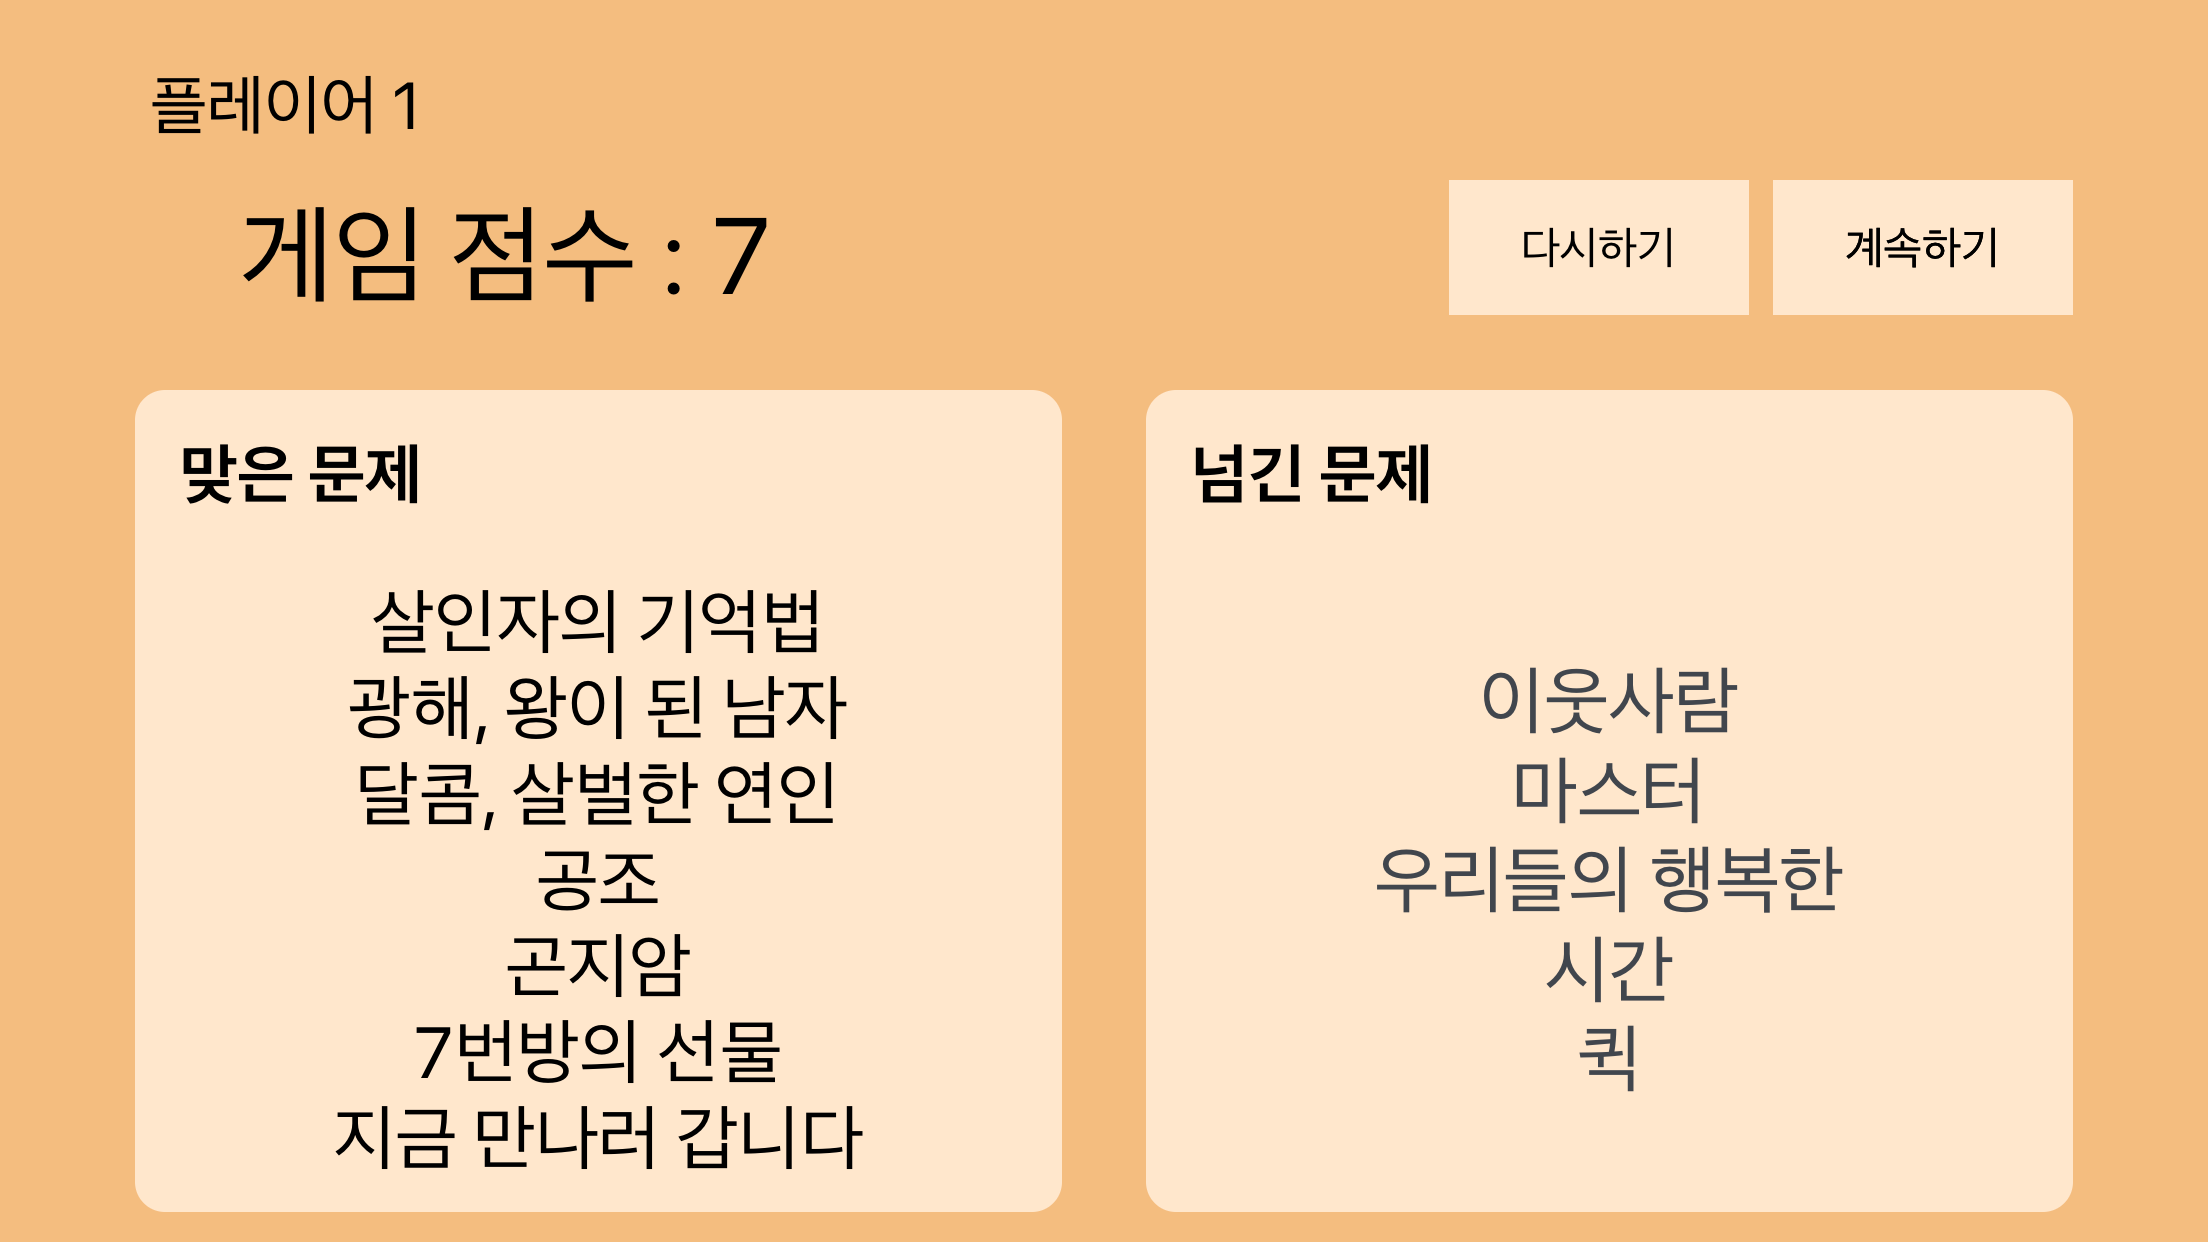 플레이어 1
게임 점수 : 7
다시하기
계속하기
맞은 문제
살인자의 기억법
광해, 왕이 된 남자
달콤, 살벌한 연인
공조
곤지암
7번방의 선물
지금 만나러 갑니다
넘긴 문제
이웃사람
마스터
우리들의 행복한
시간
퀵